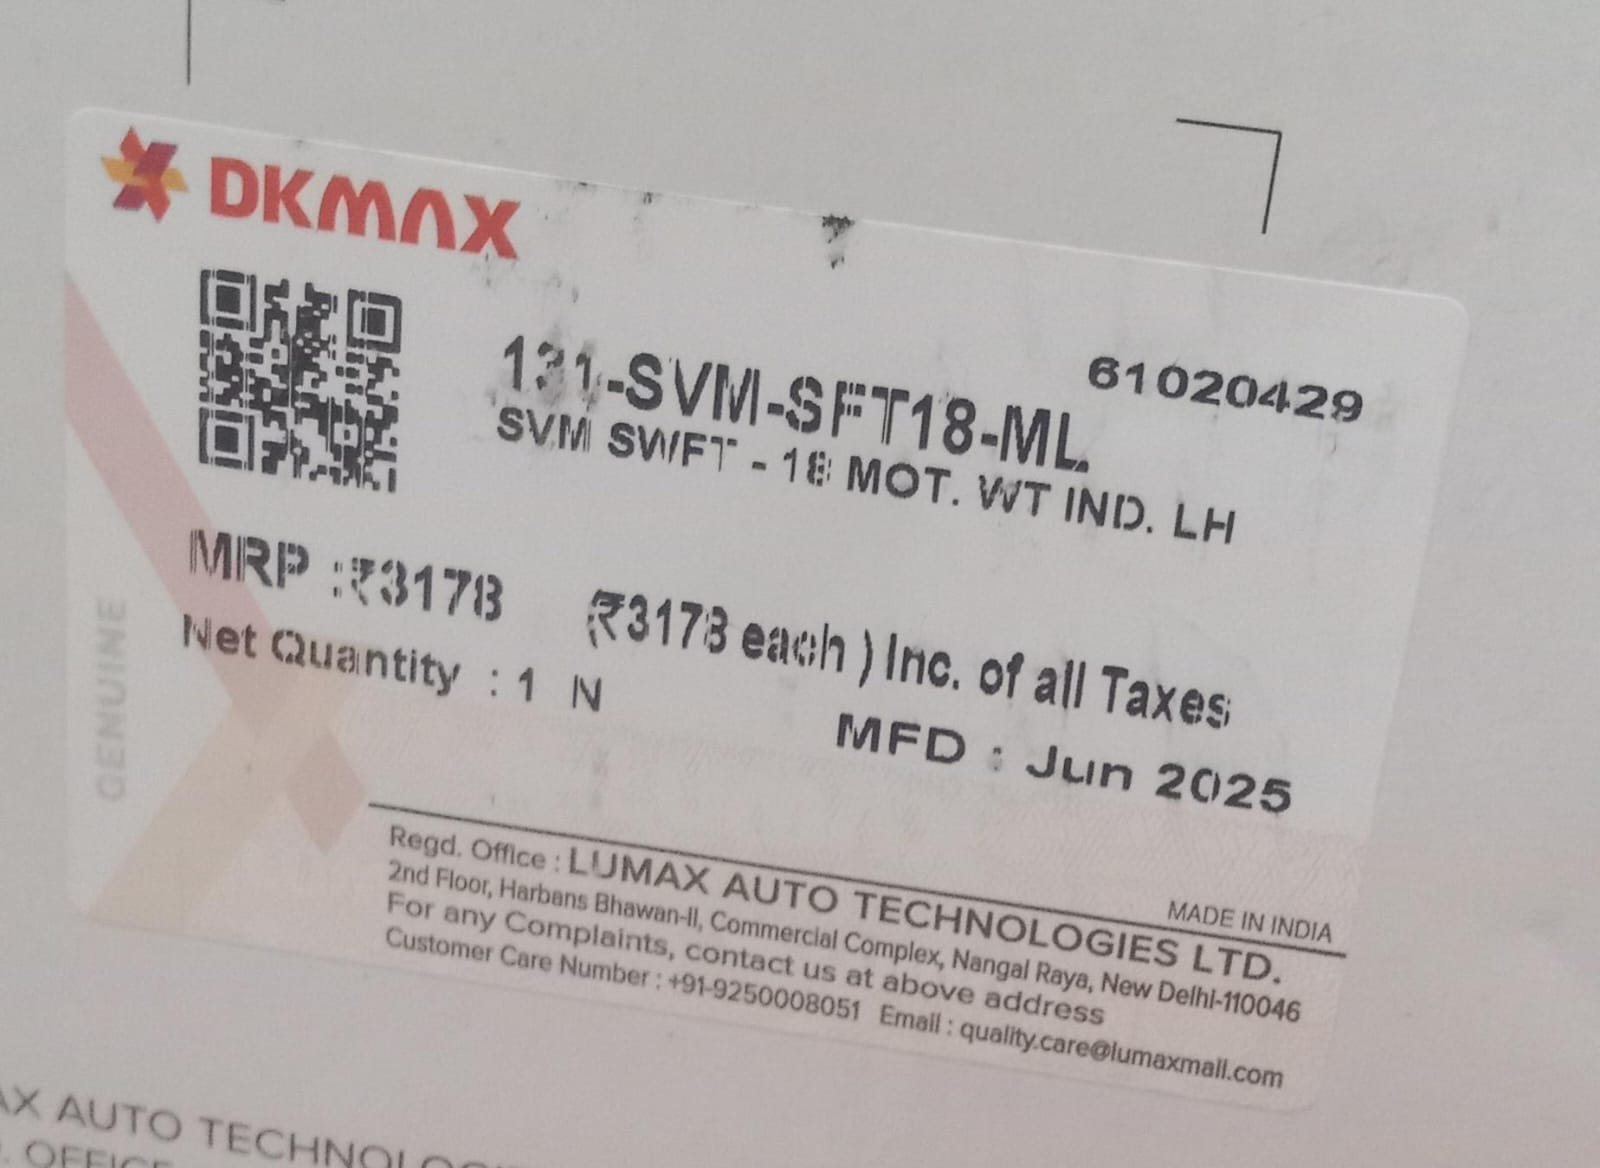 DKMAX
61020429
131-SVM-SFT18-ML
SVM SWFT - 18 MOT. WT IND. LH
MRP :₹3178 (₹3178 each ) Inc. of all Taxes
Net Quantity : 1 N
MFD : Jun 2025
GENUINE
MADE IN INDIA
Regd. Office : LUMAX AUTO TECHNOLOGIES LTD.
2nd Floor, Harbans Bhawan-II, Commercial Complex, Nangal Raya, New Delhi-110046
For any Complaints, contact us at above address
Customer Care Number : +91-9250008051 Email : quality.care@lumaxmail.com
AX AUTO TECHNOLOG
. OFFICE